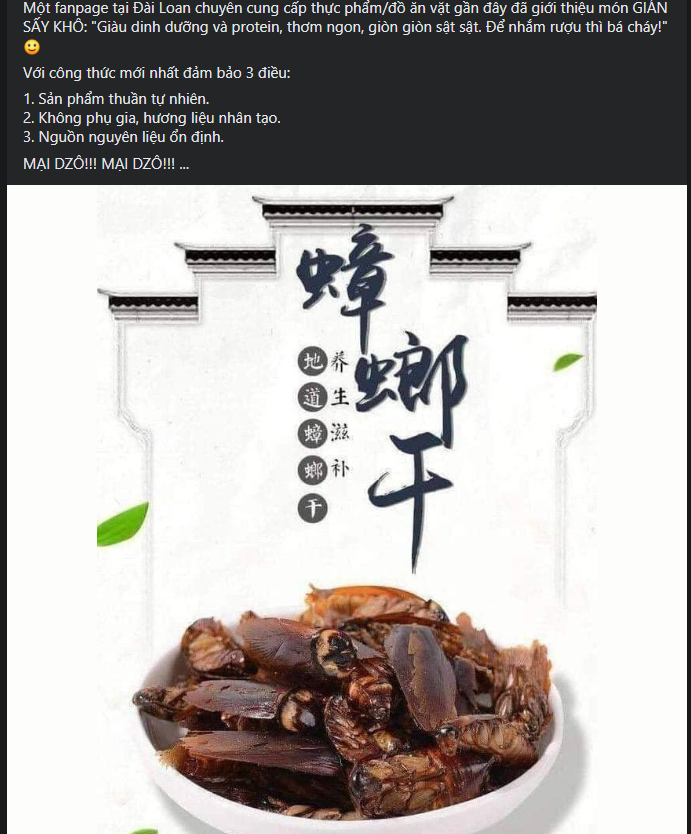 Một fanpage tại Đài Loan chuyên cung cấp thực phẩm/đồ ăn vặt gần đây đã giới thiệu món GIÁN
SẤY KHÔ: "Giàu dinh dưỡng và protein, thơm ngon, giòn giòn sật sật. Để nhắm rượu thì bá cháy!"
🙂
Với công thức mới nhất đảm bảo 3 điều:
1. Sản phẩm thuần tự nhiên.
2. Không phụ gia, hương liệu nhân tạo.
3. Nguồn nguyên liệu ổn định.
MẠI DZÔ!!! MẠI DZÔ!!! ...
蟑螂干
养生滋补
地道蟑螂干